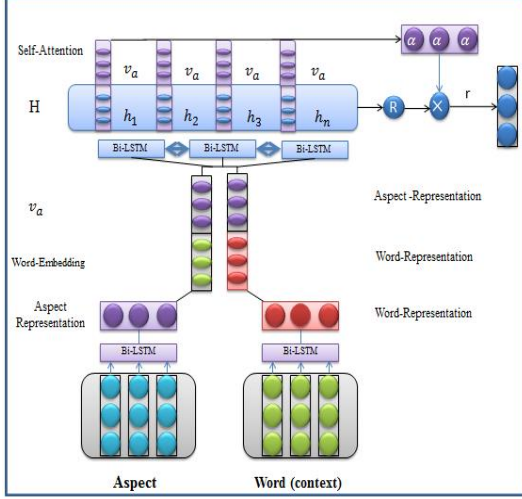 Self-Attention
α α α
v_a v_a v_a v_a
r
H
h_1 h_2 h_3 h_n
R
×
Bi-LSTM Bi-LSTM Bi-LSTM
v_a
Aspect -Representation
Word-Embedding
Word-Representation
Aspect
Representation
Word-Representation
Bi-LSTM
Bi-LSTM
Aspect
Word (context)